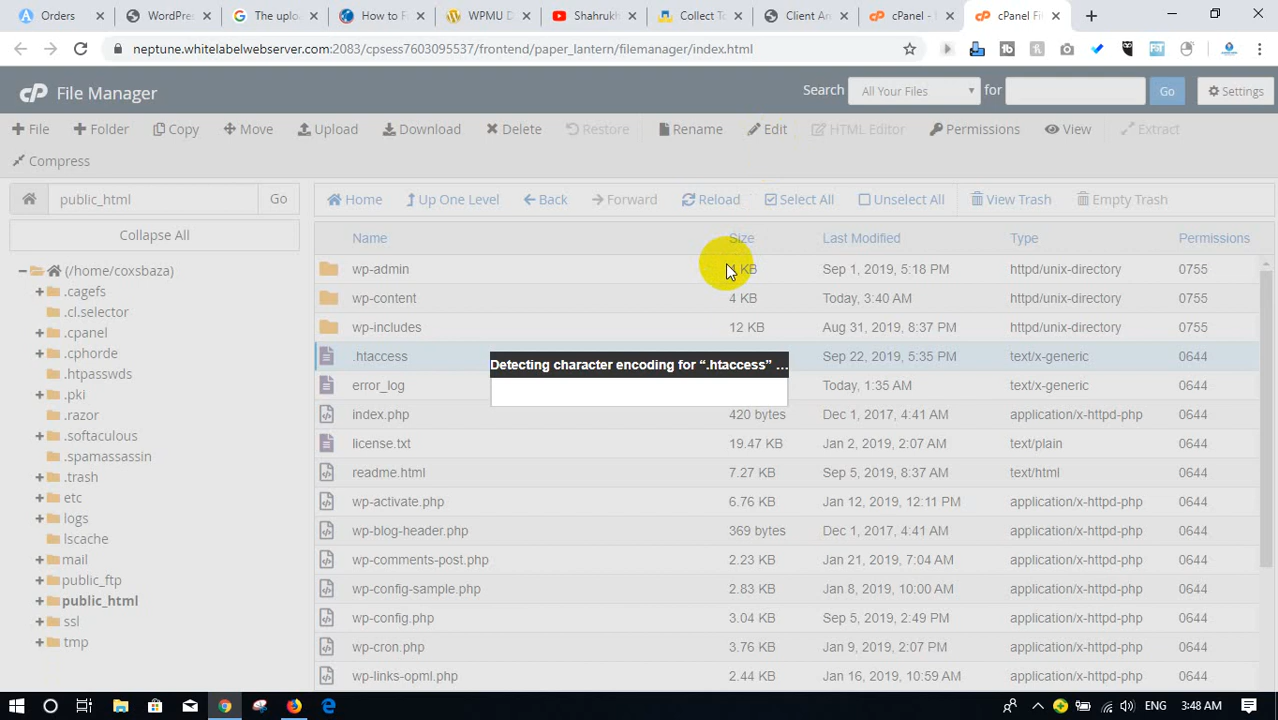 Orders
WordPres
The uplo
How to F
WPMU D
Shahrukh
Collect To
Client An
cPanel -
cPanel Fi
neptune.whitelabelwebserver.com:2083/cpsess7603095537/frontend/paper_lantern/filemanager/index.html
cP File Manager
Search All Your Files for Go Settings
File Folder Copy Move Upload Download Delete Restore Rename Edit HTML Editor Permissions View Extract
Compress
public_html Go
Collapse All
(/home/coxsbaza)
.cagefs
.cl.selector
.cpanel
.cphorde
.htpasswds
.pki
.razor
.softaculous
.spamassassin
.trash
etc
logs
lscache
mail
public_ftp
public_html
ssl
tmp
Home Up One Level Back Forward Reload Select All Unselect All View Trash Empty Trash
Name Size Last Modified Type Permissions
wp-admin KB Sep 1, 2019, 5:18 PM httpd/unix-directory 0755
wp-content 4 KB Today, 3:40 AM httpd/unix-directory 0755
wp-includes 12 KB Aug 31, 2019, 8:37 PM httpd/unix-directory 0755
.htaccess Sep 22, 2019, 5:35 PM text/x-generic 0644
Detecting character encoding for “.htaccess” ...
error_log Today, 1:35 AM text/x-generic 0644
index.php 420 bytes Dec 1, 2017, 4:41 AM application/x-httpd-php 0644
license.txt 19.47 KB Jan 2, 2019, 2:07 AM text/plain 0644
readme.html 7.27 KB Sep 5, 2019, 8:37 AM text/html 0644
wp-activate.php 6.76 KB Jan 12, 2019, 12:11 PM application/x-httpd-php 0644
wp-blog-header.php 369 bytes Dec 1, 2017, 4:41 AM application/x-httpd-php 0644
wp-comments-post.php 2.23 KB Jan 21, 2019, 7:04 AM application/x-httpd-php 0644
wp-config-sample.php 2.83 KB Jan 8, 2019, 10:00 AM application/x-httpd-php 0644
wp-config.php 3.04 KB Sep 5, 2019, 2:49 PM application/x-httpd-php 0644
wp-cron.php 3.76 KB Jan 9, 2019, 2:07 PM application/x-httpd-php 0644
wp-links-opml.php 2.44 KB Jan 16, 2019, 10:59 AM application/x-httpd-php 0644
ENG 3:48 AM